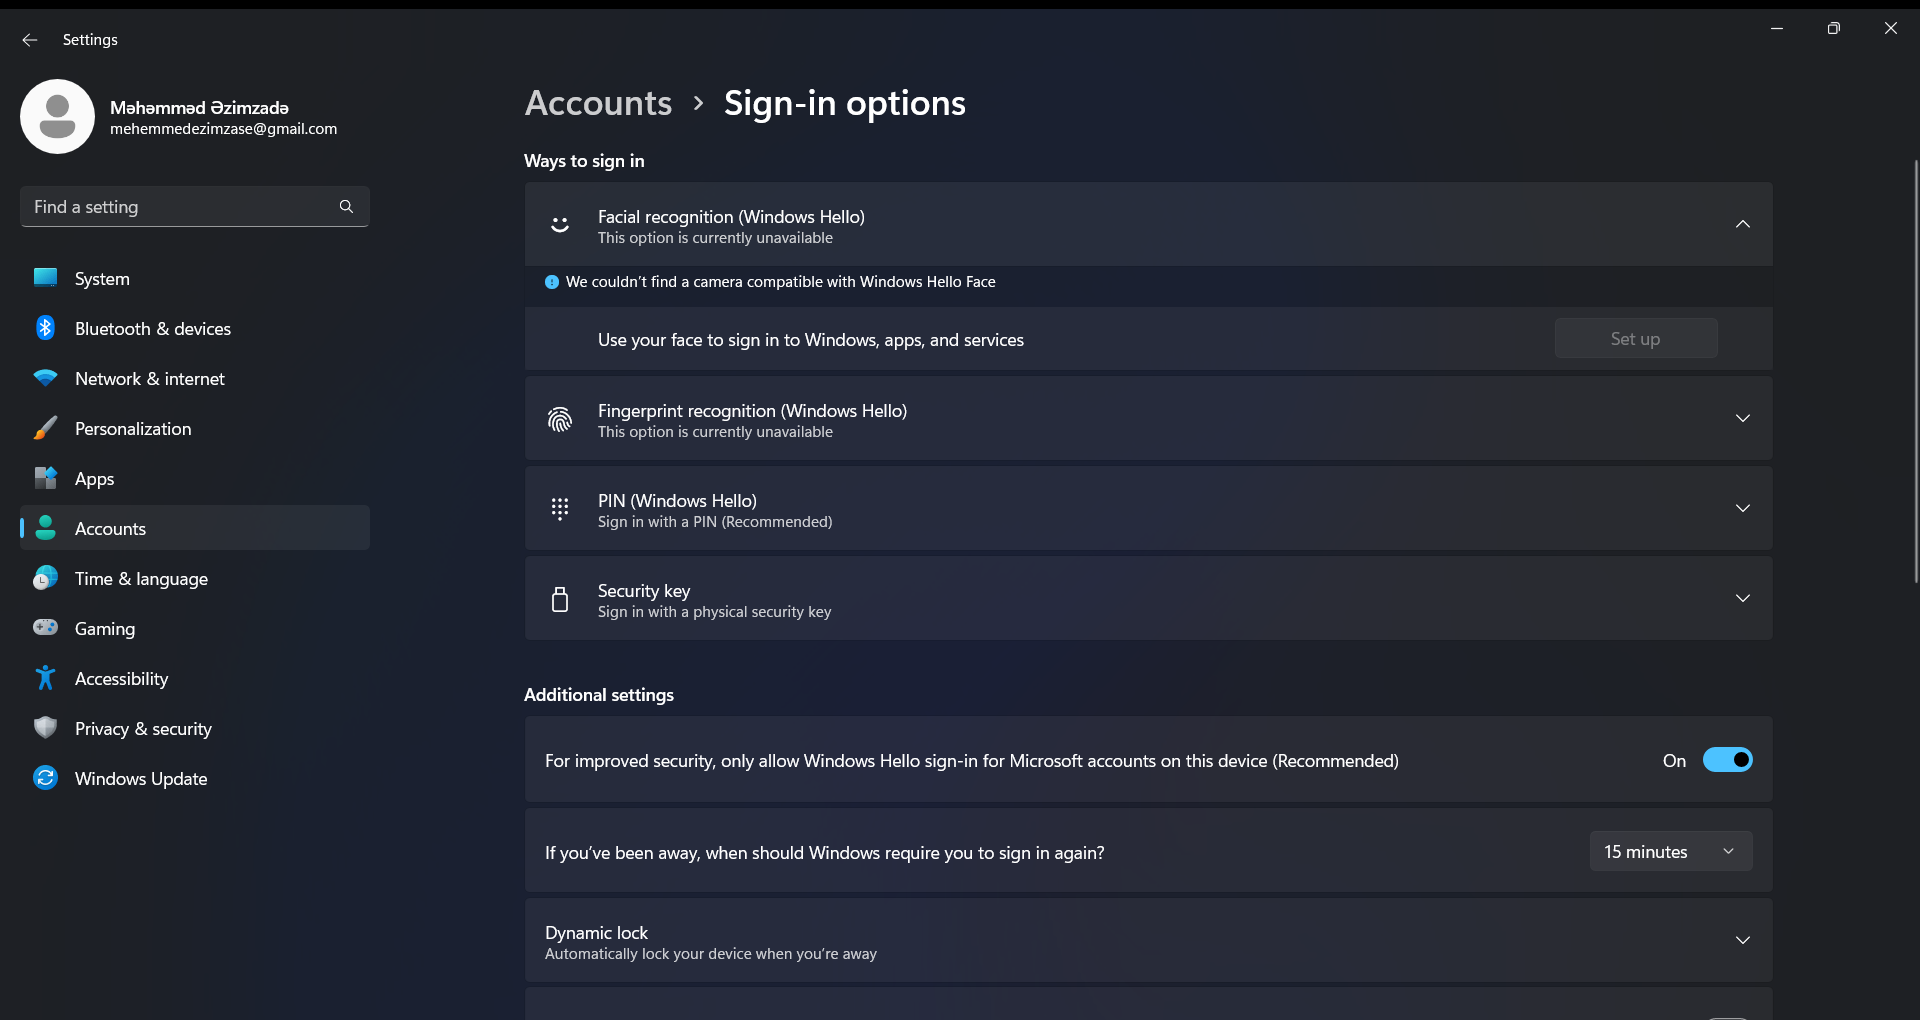 Settings
Məhəmməd Əzimzadə
mehemmedezimzase@gmail.com
Find a setting
System
Bluetooth & devices
Network & internet
Personalization
Apps
Accounts
Time & language
Gaming
Accessibility
Privacy & security
Windows Update
Accounts > Sign-in options
Ways to sign in
Facial recognition (Windows Hello)
This option is currently unavailable
We couldn't find a camera compatible with Windows Hello Face
Use your face to sign in to Windows, apps, and services
Set up
Fingerprint recognition (Windows Hello)
This option is currently unavailable
PIN (Windows Hello)
Sign in with a PIN (Recommended)
Security key
Sign in with a physical security key
Additional settings
For improved security, only allow Windows Hello sign-in for Microsoft accounts on this device (Recommended)
On
If you've been away, when should Windows require you to sign in again?
15 minutes
Dynamic lock
Automatically lock your device when you're away